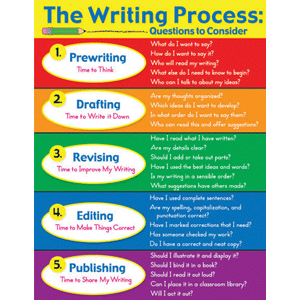 The Writing Process:
Questions to Consider
1.
Prewriting
Time to Think
What do I want to say?
How do I want to say it?
Who will read my writing?
What else do I need to know to begin?
Who can I talk to about my ideas?
2.
Drafting
Time to Write it Down
Are my thoughts organized?
Which ideas do I want to develop?
In what order do I want to say them?
Who can read this and offer suggestions?
3.
Revising
Time to Improve My Writing
Have I read what I have written?
Are my details clear?
Should I add or take out parts?
Have I used the best ideas and words?
Is my writing in a sensible order?
What suggestions have others made?
4.
Editing
Time to Make Things Correct
Have I used complete sentences?
Are my spelling, capitalization, and
punctuation correct?
Have I marked corrections that I need?
Has someone checked my work?
Do I have a correct and neat copy?
5.
Publishing
Time to Share My Writing
Should I illustrate and display it?
Should I bind it in a book?
Should I read it out loud?
Can I place it in a classroom library?
Will I act it out?